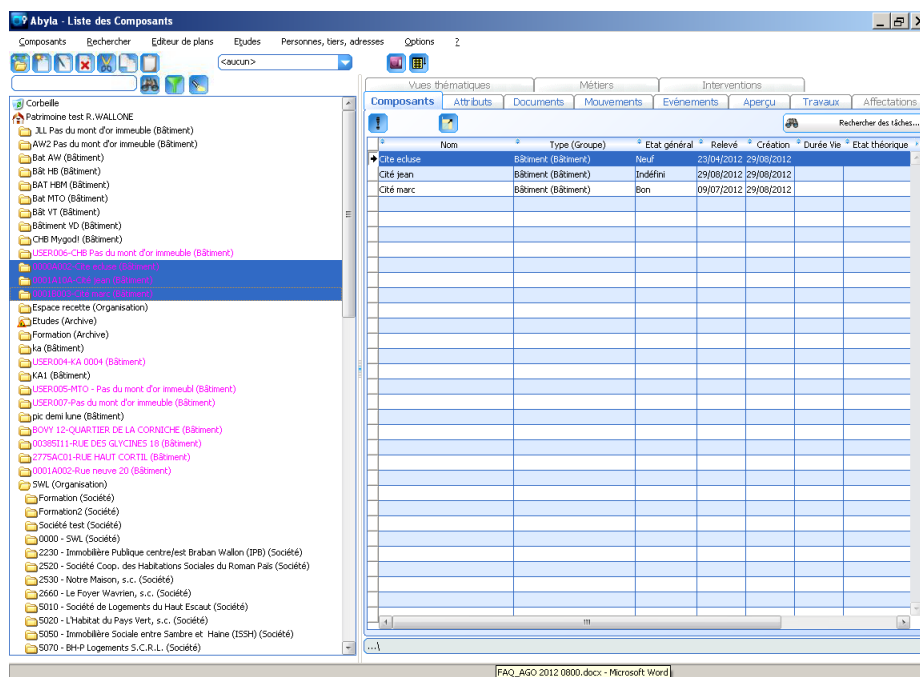 Abyla - Liste des Composants
Composants Rechercher Editeur de plans Etudes Personnes, tiers, adresses Options ?
<aucun>
Corbeille
Patrimoine test R.WALLONE
JLL Pas du mont d'or immeuble (Bâtiment)
AW2 Pas du mont d'or immeuble (Bâtiment)
Bat AW (Bâtiment)
Bât HB (Bâtiment)
BAT HBM (Bâtiment)
Bat MTO (Bâtiment)
Bât VT (Bâtiment)
Bâtiment VD (Bâtiment)
CHB Mygod! (Bâtiment)
USER006-CHB Pas du mont d'or immeuble (Bâtiment)
Espace recette (Organisation)
Etudes (Archive)
Formation (Archive)
ka (Bâtiment)
USER004-KA 0004 (Bâtiment)
KA1 (Bâtiment)
USER005-MTO - Pas du mont d'or immeubl (Bâtiment)
USER007-Pas du mont d'or immeuble (Bâtiment)
pic demi lune (Bâtiment)
BOVY 12-QUARTIER DE LA CORNICHE (Bâtiment)
00385I11-RUE DES GLYCINES 18 (Bâtiment)
2775AC01-RUE HAUT CORTIL (Bâtiment)
0001A002-Rue neuve 20 (Bâtiment)
SWL (Organisation)
Formation (Société)
Formation2 (Société)
Société test (Société)
0000 - SWL (Société)
2230 - Immobilière Publique centre/est Braban Wallon (IPB) (Société)
2520 - Société Coop. des Habitations Sociales du Roman Païs (Société)
2530 - Notre Maison, s.c. (Société)
2660 - Le Foyer Wavrien, s.c. (Société)
5010 - Société de Logements du Haut Escaut (Société)
5020 - L'Habitat du Pays Vert, s.c. (Société)
5050 - Immobilière Sociale entre Sambre et Haine (ISSH) (Société)
5070 - BH-P Logements S.C.R.L. (Société)
Vues thématiques Métiers Interventions
Composants Attributs Documents Mouvements Evénements Aperçu Travaux Affectations
Rechercher des tâches...
Nom Type (Groupe) Etat général Relevé Création Durée Vie Etat théorique
Cite ecluse Bâtiment (Bâtiment) Neuf 23/04/2012 29/08/2012
Cité jean Bâtiment (Bâtiment) Indéfini 29/08/2012 29/08/2012
Cité marc Bâtiment (Bâtiment) Bon 09/07/2012 29/08/2012
...\
FAQ_AGO 2012 0800.docx - Microsoft Word